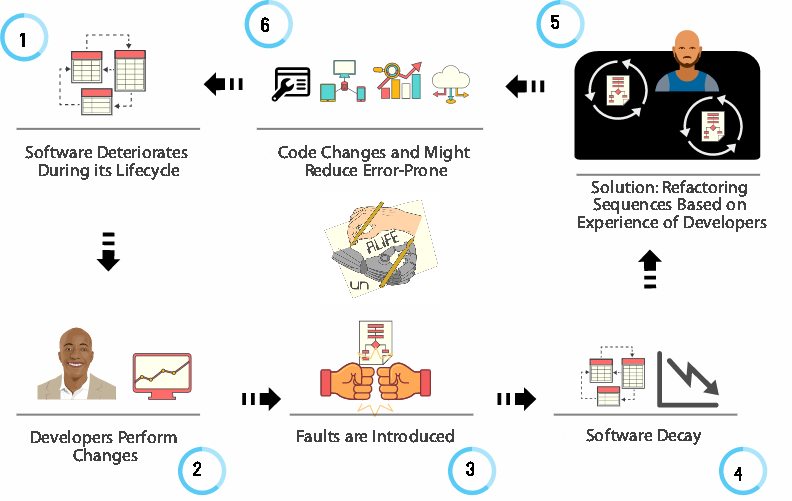 1
6
5
Software Deteriorates
During its Lifecycle
Code Changes and Might
Reduce Error-Prone
Solution: Refactoring
Sequences Based on
Experience of Developers
ALIFE
un
Developers Perform
Changes
2
Faults are Introduced
3
Software Decay
4